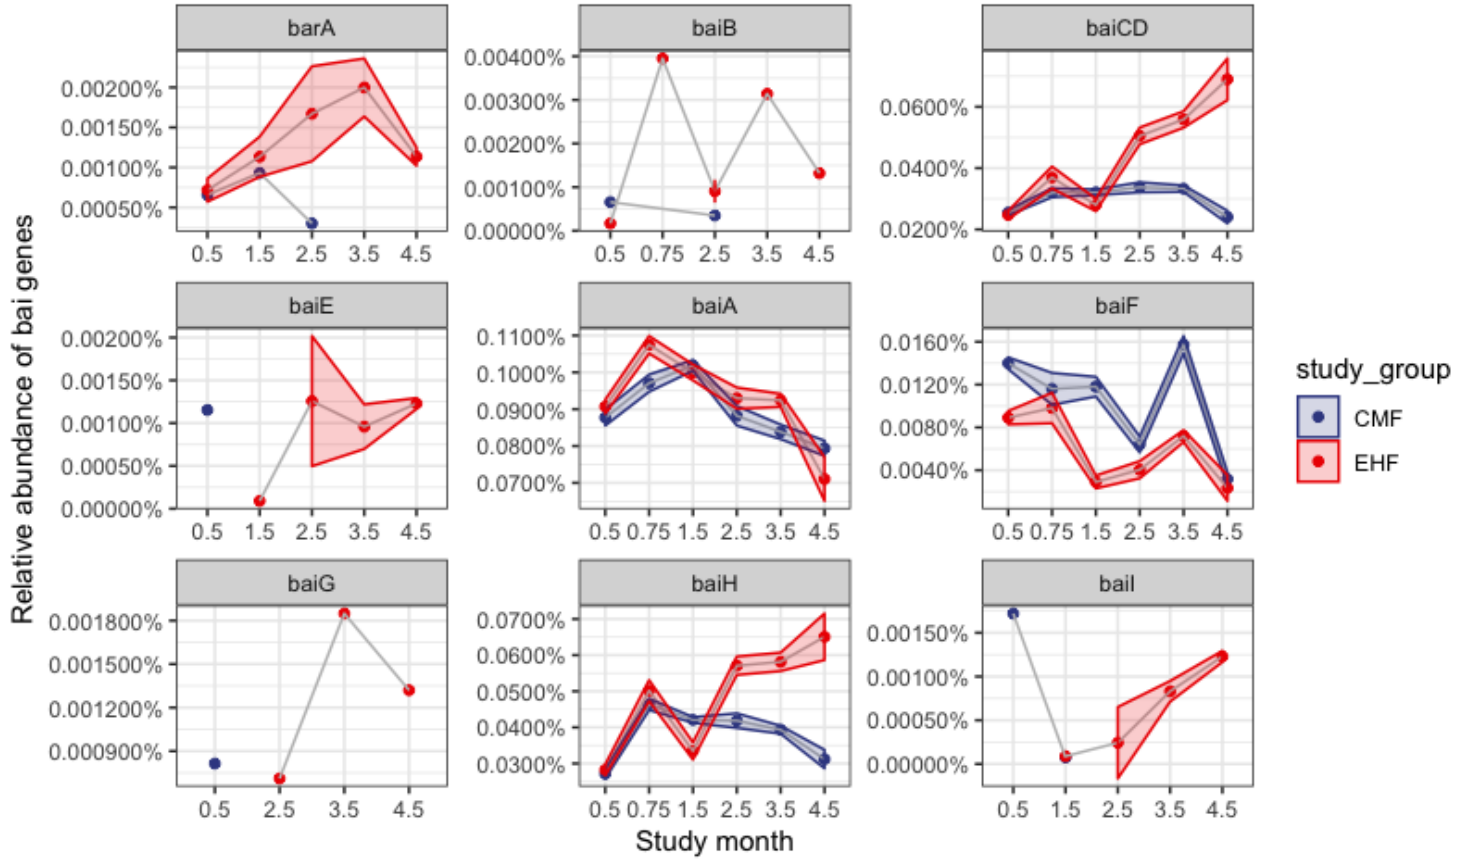 Relative abundance of bai genes
barA
0.00200%
0.00150%
0.00100%
0.00050%
0.5 1.5 2.5 3.5 4.5
baiB
0.00400%
0.00300%
0.00200%
0.00100%
0.00000%
0.5 0.75 2.5 3.5 4.5
baiCD
0.0600%
0.0400%
0.0200%
0.5 0.75 1.5 2.5 3.5 4.5
baiE
0.00200%
0.00150%
0.00100%
0.00050%
0.00000%
0.5 1.5 2.5 3.5 4.5
baiA
0.1100%
0.1000%
0.0900%
0.0800%
0.0700%
0.5 0.75 1.5 2.5 3.5 4.5
baiF
0.0160%
0.0120%
0.0080%
0.0040%
0.5 0.75 1.5 2.5 3.5 4.5
baiG
0.001800%
0.001500%
0.001200%
0.000900%
0.5 2.5 3.5 4.5
baiH
0.0700%
0.0600%
0.0500%
0.0400%
0.0300%
0.5 0.75 1.5 2.5 3.5 4.5
baiI
0.00150%
0.00100%
0.00050%
0.00000%
0.5 1.5 2.5 3.5 4.5
Study month
study_group
CMF
EHF